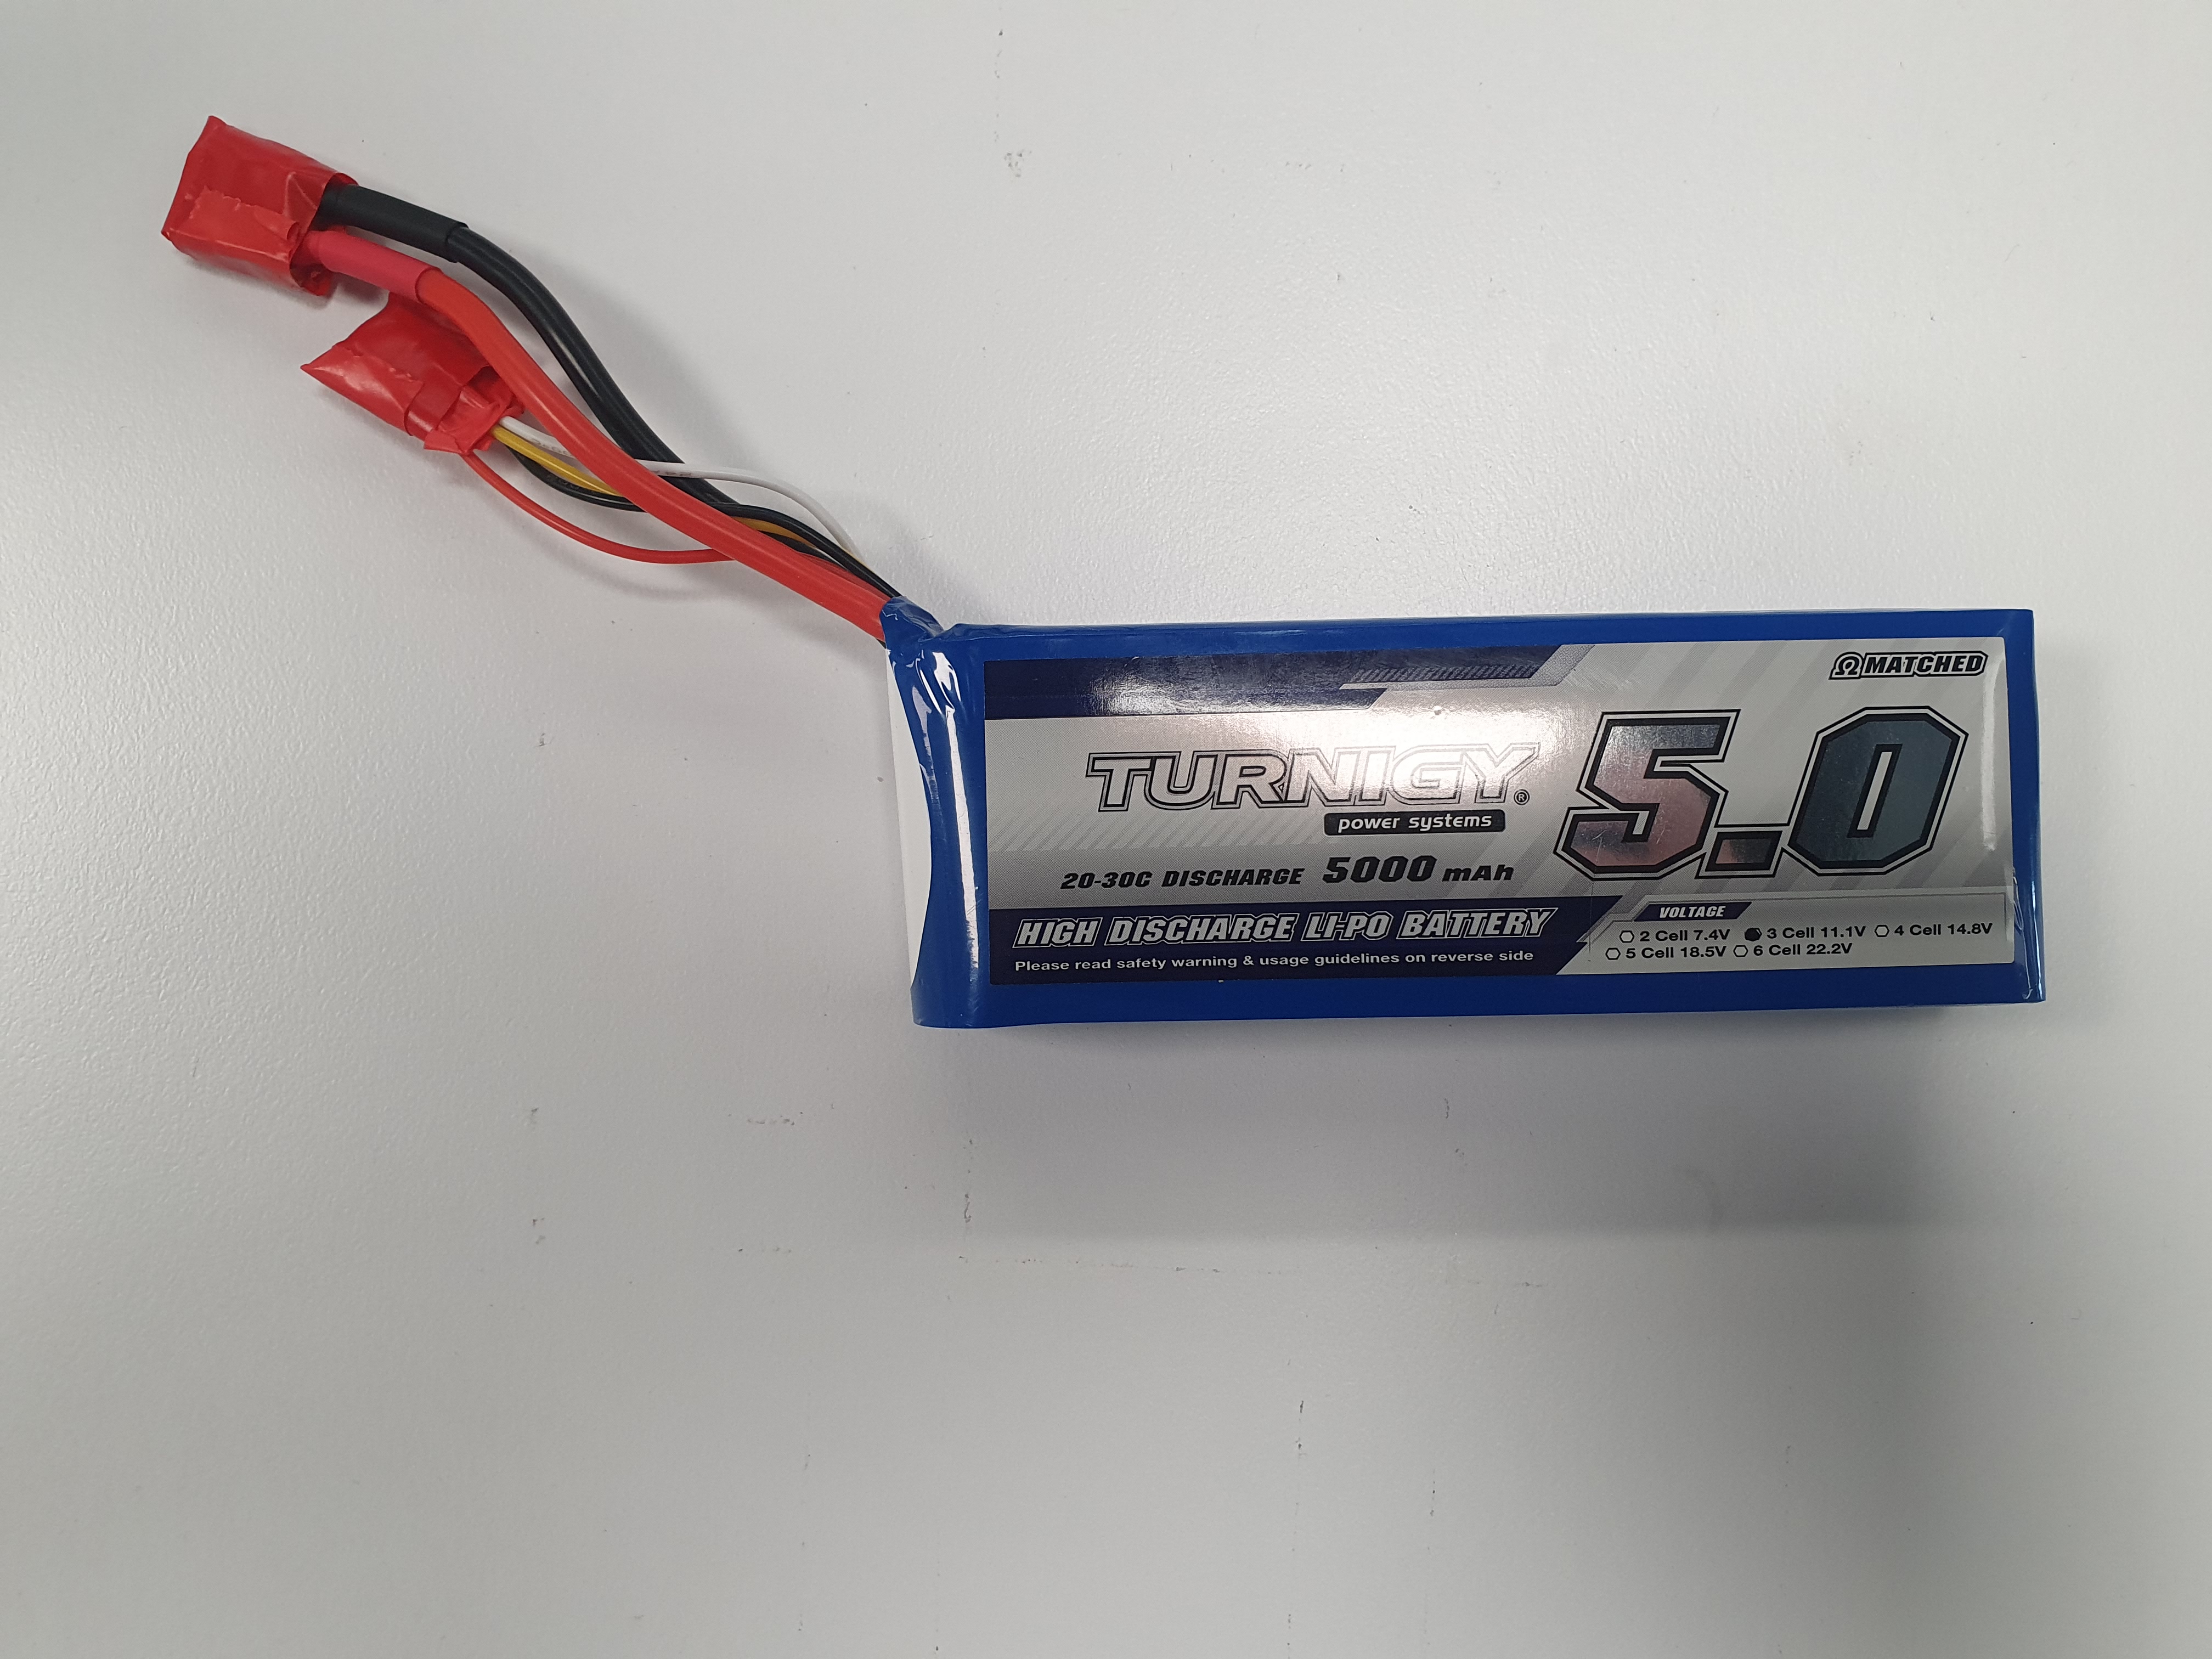 ΩMATCHED
TURNIGY®
power systems
5.0
20-30C DISCHARGE 5000 mAh
HIGH DISCHARGE LI-PO BATTERY
Please read safety warning & usage guidelines on reverse side
VOLTAGE
2 Cell 7.4V 3 Cell 11.1V 4 Cell 14.8V
5 Cell 18.5V 6 Cell 22.2V